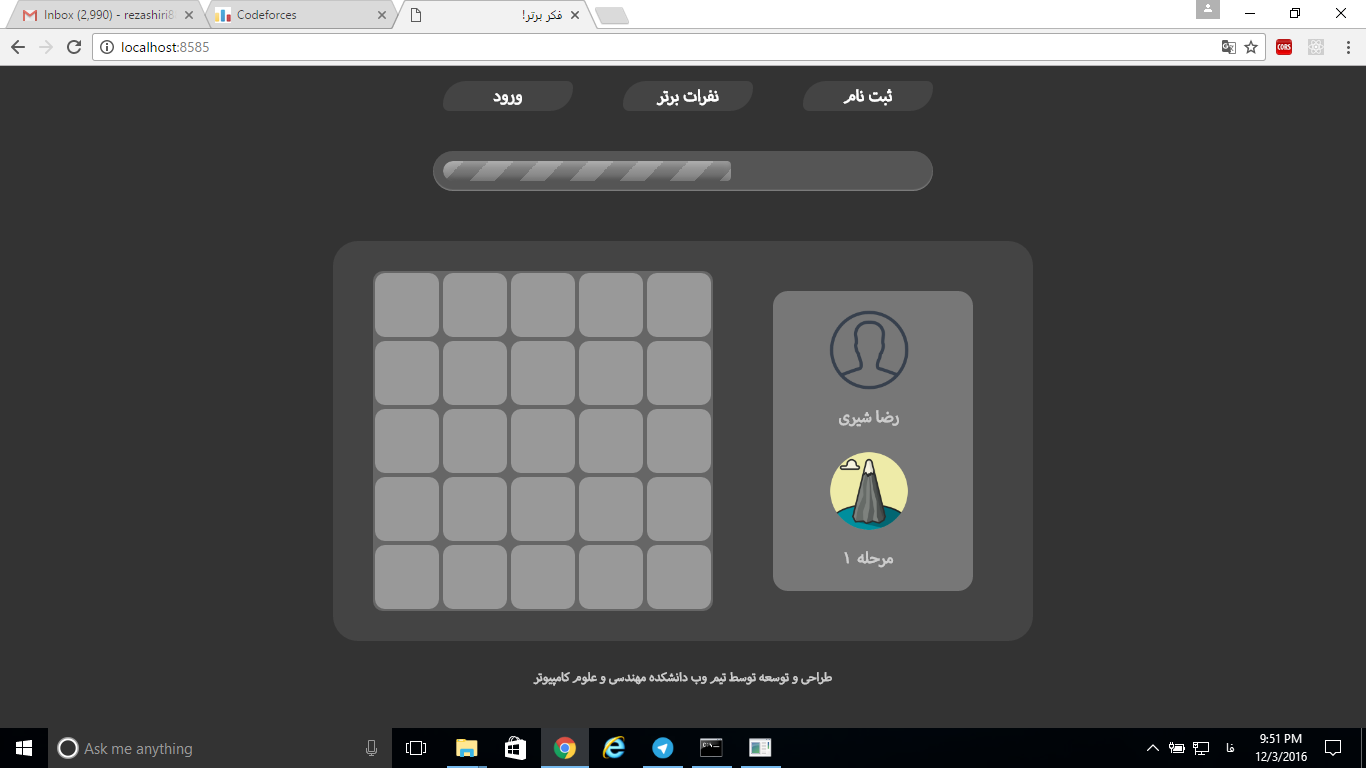 Inbox (2,990) - rezashiri8
Codeforces
فکر برتر!
localhost:8585
CORS
ورود
نفرات برتر
ثبت نام
رضا شیری
مرحله ۱
طراحی و توسعه توسط تیم وب دانشکده مهندسی و علوم کامپیوتر
Ask me anything
فا
9:51 PM
12/3/2016